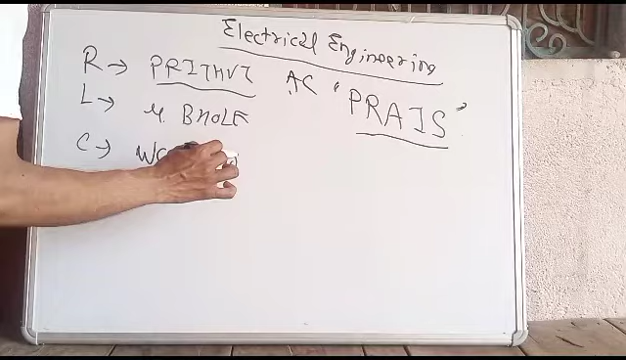 Electrical Engineering
R → PRITHVI
AC "PRAIS"
L → M BHOLE
C →